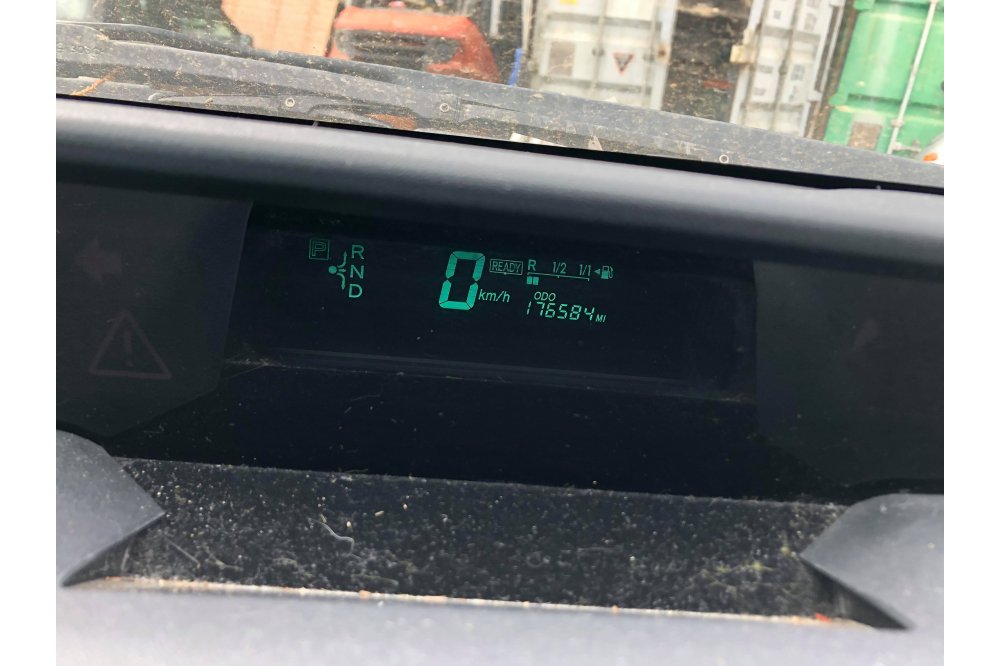 P R
N
D
0 km/h
READY
R 1/2 1/1
ODO
176584 MI